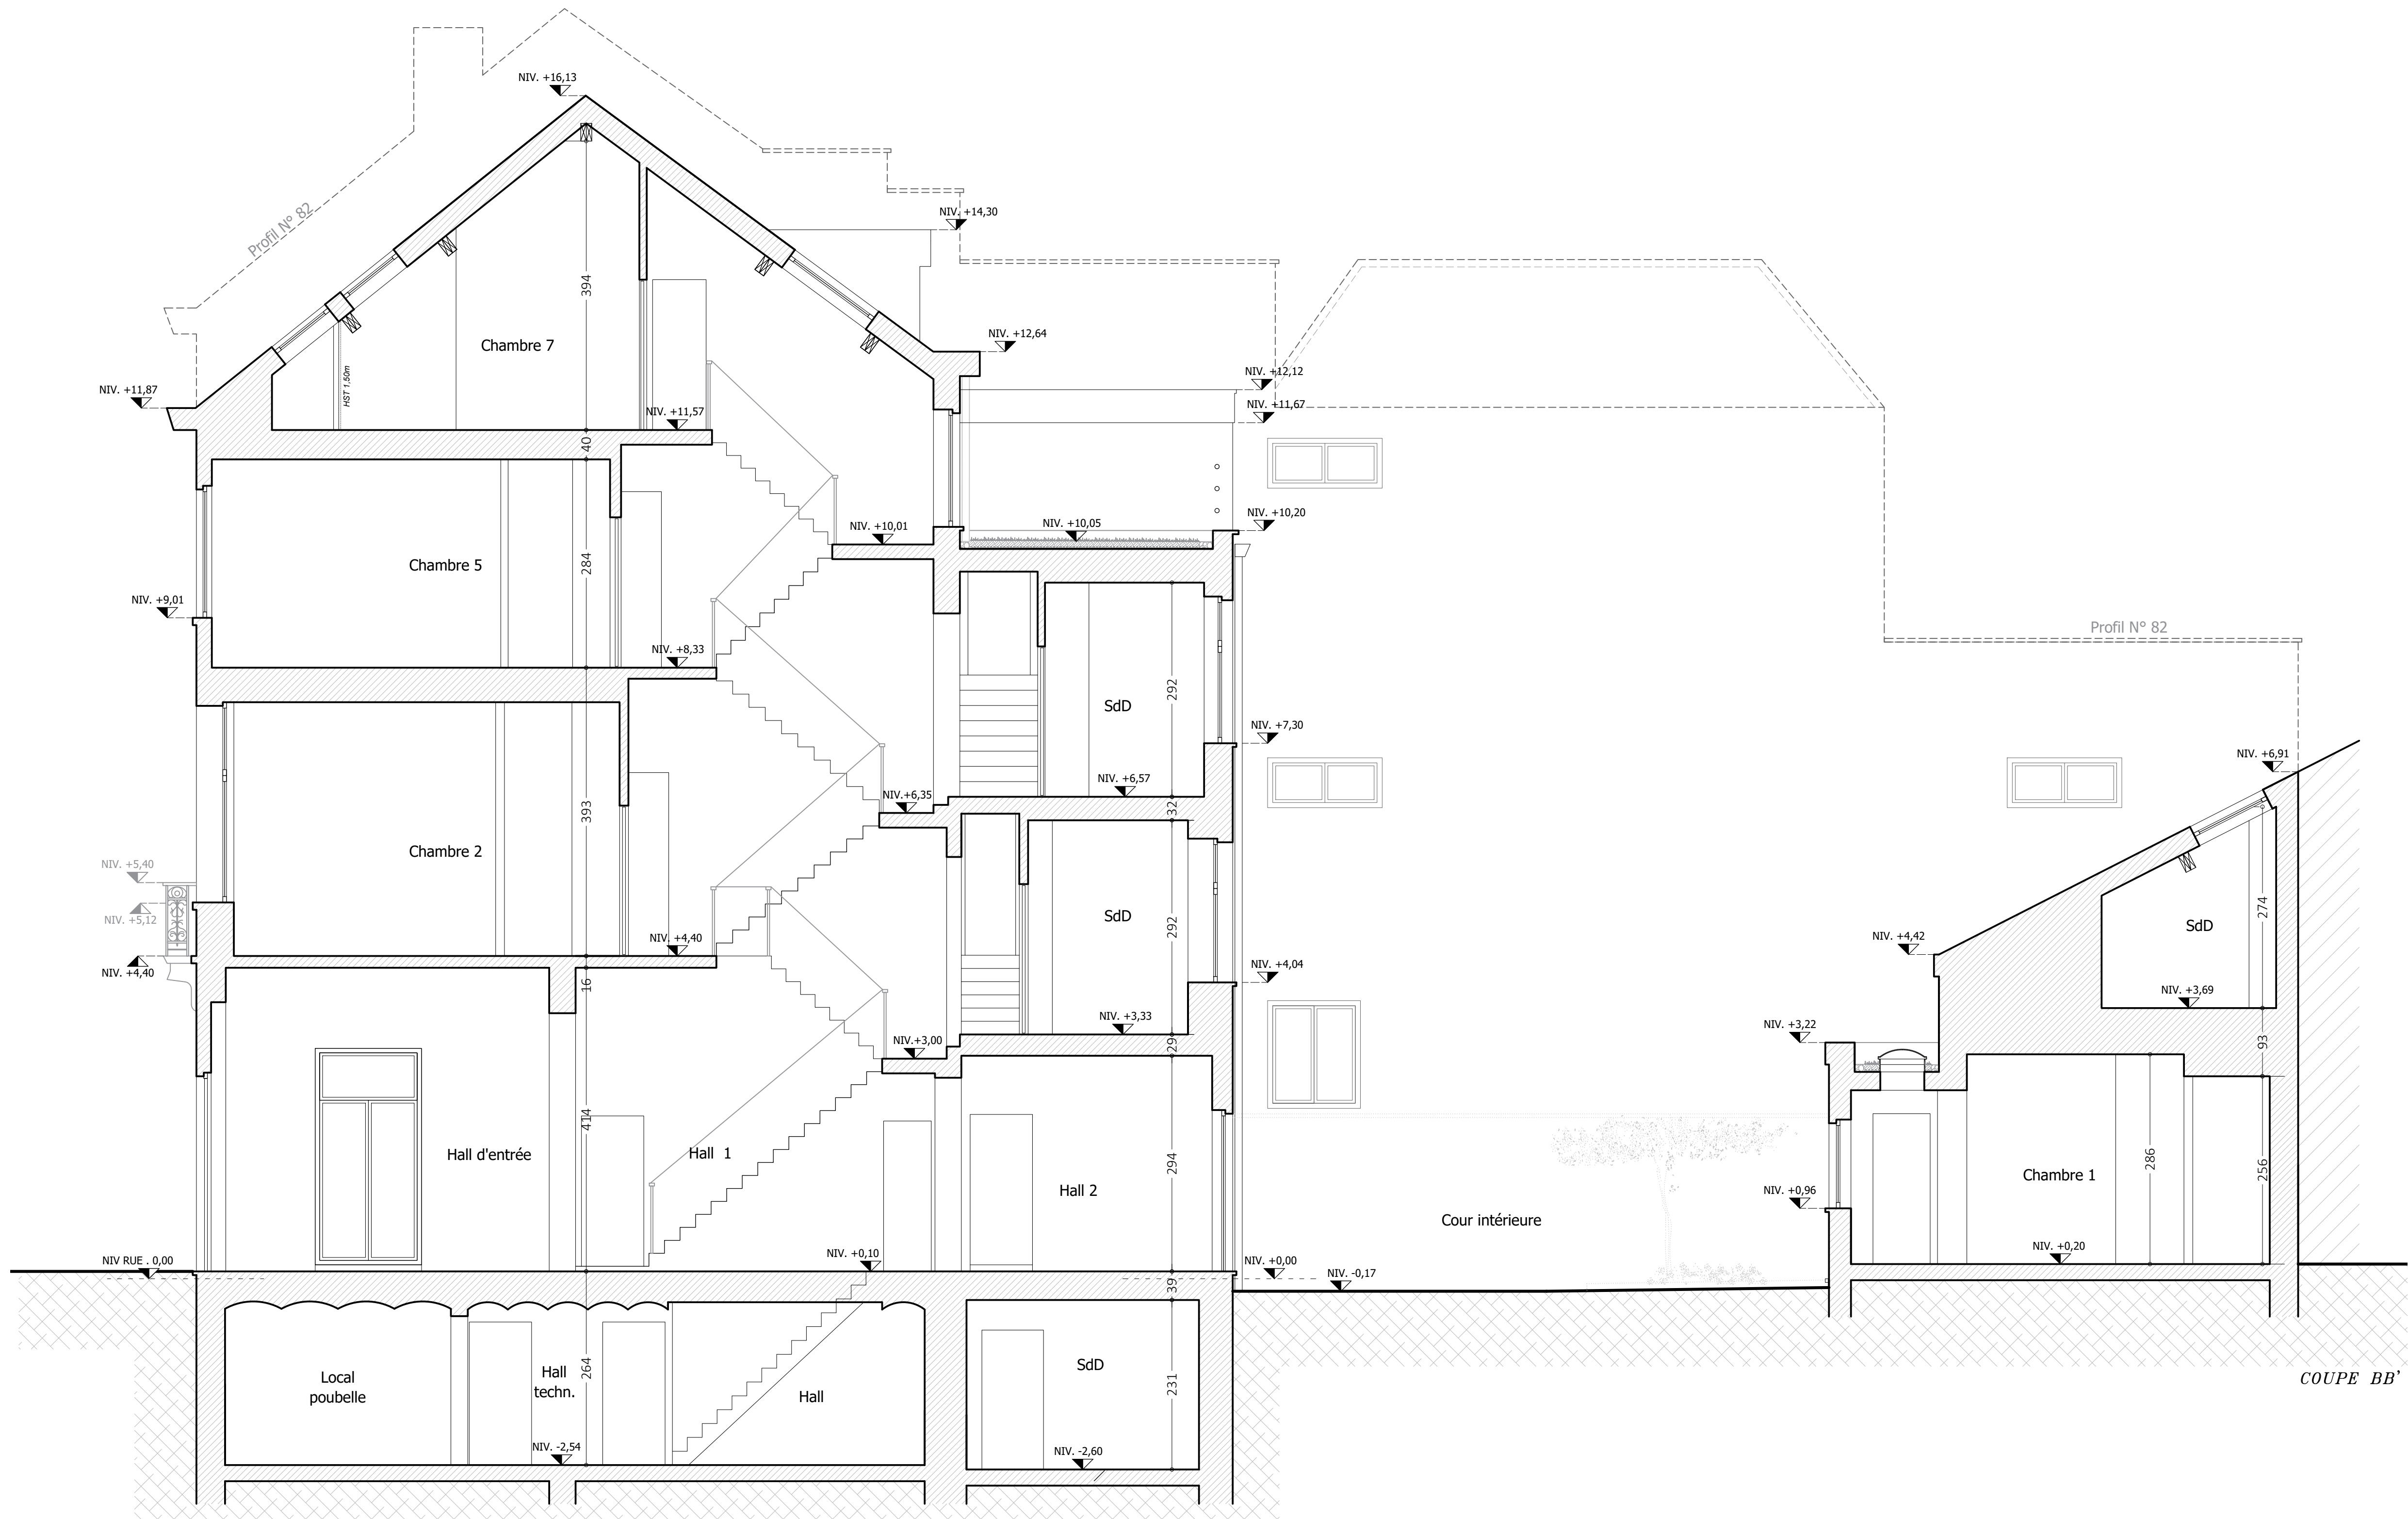 NIV. +16,13
Profil N° 82
NIV. +14,30
394
Chambre 7
HST 1,50m
NIV. +12,64
NIV. +12,12
NIV. +11,87
NIV. +11,67
NIV. +11,57
40
NIV. +10,20
NIV. +10,01
NIV. +10,05
Chambre 5
284
NIV. +9,01
NIV. +8,33
Profil N° 82
292
SdD
NIV. +7,30
NIV. +6,91
NIV. +6,57
NIV.+6,35
32
393
Chambre 2
NIV. +5,40
NIV. +5,12
SdD
292
274
SdD
NIV. +4,40
NIV. +4,42
NIV. +4,40
NIV. +4,04
16
NIV. +3,69
NIV. +3,33
NIV. +3,22
NIV.+3,00
29
93
414
Hall d'entrée
Hall 1
294
286
256
Hall 2
Chambre 1
NIV. +0,96
Cour intérieure
NIV RUE . 0,00
NIV. +0,10
NIV. +0,00
NIV. -0,17
NIV. +0,20
39
Local
poubelle
Hall
techn.
264
Hall
SdD
231
COUPE BB'
NIV. -2,54
NIV. -2,60